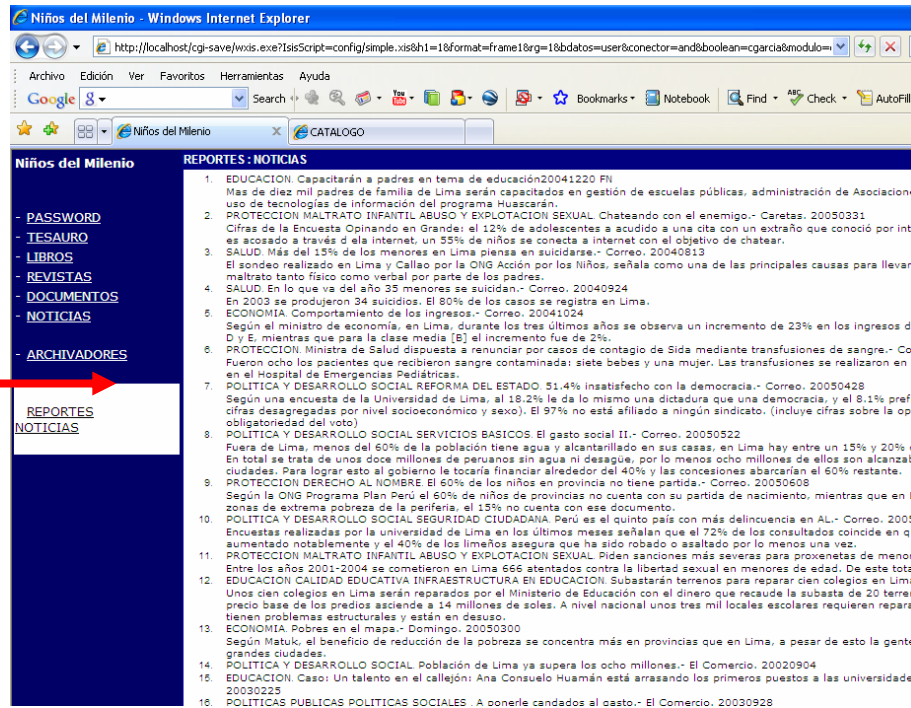 Niños del Milenio - Windows Internet Explorer
http://localhost/cgi-save/wxis.exe?IsisScript=config/simple.xis&h1=1&format=frame1&rg=1&bdatos=user&conector=and&boolean=cgarcia&modulo=
Archivo Edición Ver Favoritos Herramientas Ayuda
Google Search Bookmarks Notebook Find Check AutoFill
Niños del Milenio CATALOGO
Niños del Milenio
- PASSWORD
- TESAURO
- LIBROS
- REVISTAS
- DOCUMENTOS
- NOTICIAS
- ARCHIVADORES
REPORTES
NOTICIAS
REPORTES : NOTICIAS
1. EDUCACION. Capacitarán a padres en tema de educación20041220 FN
Mas de diez mil padres de familia de Lima serán capacitados en gestión de escuelas públicas, administración de Asociacion
uso de tecnologías de información del programa Huascarán.
2. PROTECCION MALTRATO INFANTIL ABUSO Y EXPLOTACION SEXUAL. Chateando con el enemigo.- Caretas. 20050331
Cifras de la Encuesta Opinando en Grande: el 12% de adolescentes a acudido a una cita con un extraño que conoció por int
es acosado a través d ela internet, un 55% de niños se conecta a internet con el objetivo de chatear.
3. SALUD. Más del 15% de los menores en Lima piensa en suicidarse.- Correo. 20040813
El sondeo realizado en Lima y Callao por la ONG Acción por los Niños, señala como una de las principales causas para llevar
maltrato tanto físico como verbal por parte de los padres.
4. SALUD. En lo que va del año 35 menores se suicidan.- Correo. 20040924
En 2003 se produjeron 34 suicidios. El 80% de los casos se registra en Lima.
5. ECONOMIA. Comportamiento de los ingresos.- Correo. 20041024
Según el ministro de economía, en Lima, durante los tres últimos años se observa un incremento de 23% en los ingresos d
D y E, mientras que para la clase media [B] el incremento fue de 2%.
6. PROTECCION. Ministra de Salud dispuesta a renunciar por casos de contagio de Sida mediante transfusiones de sangre.- Co
Fueron ocho los pacientes que recibieron sangre contaminada: siete bebes y una mujer. Las transfusiones se realizaron en
en el Hospital de Emergencias Pediátricas.
7. POLITICA Y DESARROLLO SOCIAL REFORMA DEL ESTADO. 51.4% insatisfecho con la democracia.- Correo. 20050428
Según una encuesta de la Universidad de Lima, al 18.2% le da lo mismo una dictadura que una democracia, y el 8.1% pref
cifras desagregadas por nivel socioeconómico y sexo). El 97% no está afiliado a ningún sindicato. (incluye cifras sobre la op
obligatoriedad del voto)
8. POLITICA Y DESARROLLO SOCIAL SERVICIOS BASICOS. El gasto social II.- Correo. 20050522
Fuera de Lima, menos del 60% de la población tiene agua y alcantarillado en sus casas, en Lima hay entre un 15% y 20%
En total se trata de unos doce millones de peruanos sin agua ni desagüe, por lo menos ocho millones de ellos son alcanzab
ciudades. Para lograr esto al gobierno le tocaría financiar alrededor del 40% y las concesiones abarcarían el 60% restante.
9. PROTECCION DERECHO AL NOMBRE. El 60% de los niños en provincia no tiene partida.- Correo. 20050608
Según la ONG Programa Plan Perú el 60% de niños de provincias no cuenta con su partida de nacimiento, mientras que en
zonas de extrema pobreza de la periferia, el 15% no cuenta con ese documento.
10. POLITICA Y DESARROLLO SOCIAL SEGURIDAD CIUDADANA. Perú es el quinto país con más delincuencia en AL.- Correo. 2005
Encuestas realizadas por la universidad de Lima en los últimos meses señalan que el 72% de los consultados coincide en q
aumentado notablemente y el 40% de los limeños asegura que ha sido robado o asaltado por lo menos una vez.
11. PROTECCION MALTRATO INFANTIL ABUSO Y EXPLOTACION SEXUAL. Piden sanciones más severas para proxenetas de menor
Entre los años 2001-2004 se cometieron en Lima 666 atentados contra la libertad sexual en menores de edad. De este tota
12. EDUCACION CALIDAD EDUCATIVA INFRAESTRUCTURA EN EDUCACION. Subastarán terrenos para reparar cien colegios en Lima
Unos cien colegios en Lima serán reparados por el Ministerio de Educación con el dinero que recaude la subasta de 20 terre
precio base de los predios asciende a 14 millones de soles. A nivel nacional unos tres mil locales escolares requieren repara
tienen problemas estructurales y están en desuso.
13. ECONOMIA. Pobres en el mapa.- Domingo. 20050300
Según Matuk, el beneficio de reducción de la pobreza se concentra más en provincias que en Lima, a pesar de esto la gente
grandes ciudades.
14. POLITICA Y DESARROLLO SOCIAL. Población de Lima ya supera los ocho millones.- El Comercio. 20020904
15. EDUCACION. Caso: Un talento en el callejón: Ana Consuelo Huamán está arrasando los primeros puestos a las universidade
20030225
16. POLITICAS PUBLICAS POLITICAS SOCIALES . A ponerle candados al gasto.- El Comercio. 20030928